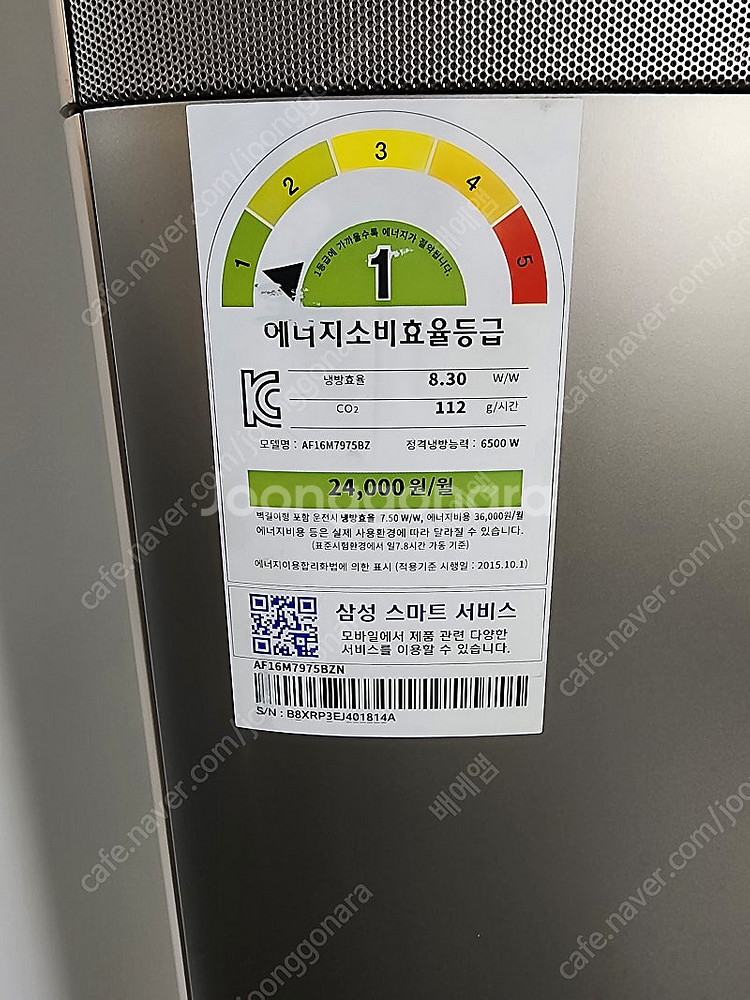 1 2 3 4 5
1등급에 가까울수록 에너지가 절약됩니다.
1
에너지소비효율등급
냉방효율 8.30 W/W
CO2 112 g/시간
모델명 : AF16M7975BZ 정격냉방능력 : 6500 W
24,000원/월
joonggonara
벽걸이형 포함 운전시 냉방효율 7.50 W/W, 에너지비용 36,000원/월
에너지비용 등은 실제 사용환경에 따라 달라질 수 있습니다.
(표준시험환경에서 일7.8시간 가동 기준)
에너지이용합리화법에 의한 표시 (적용기준 시행일 : 2015.10.1)
삼성 스마트 서비스
모바일에서 제품 관련 다양한
서비스를 이용할 수 있습니다.
AF16M7975BZN
S/N : B8XRP3EJ401814A
cafe.naver.com/joonggonara
베에앰